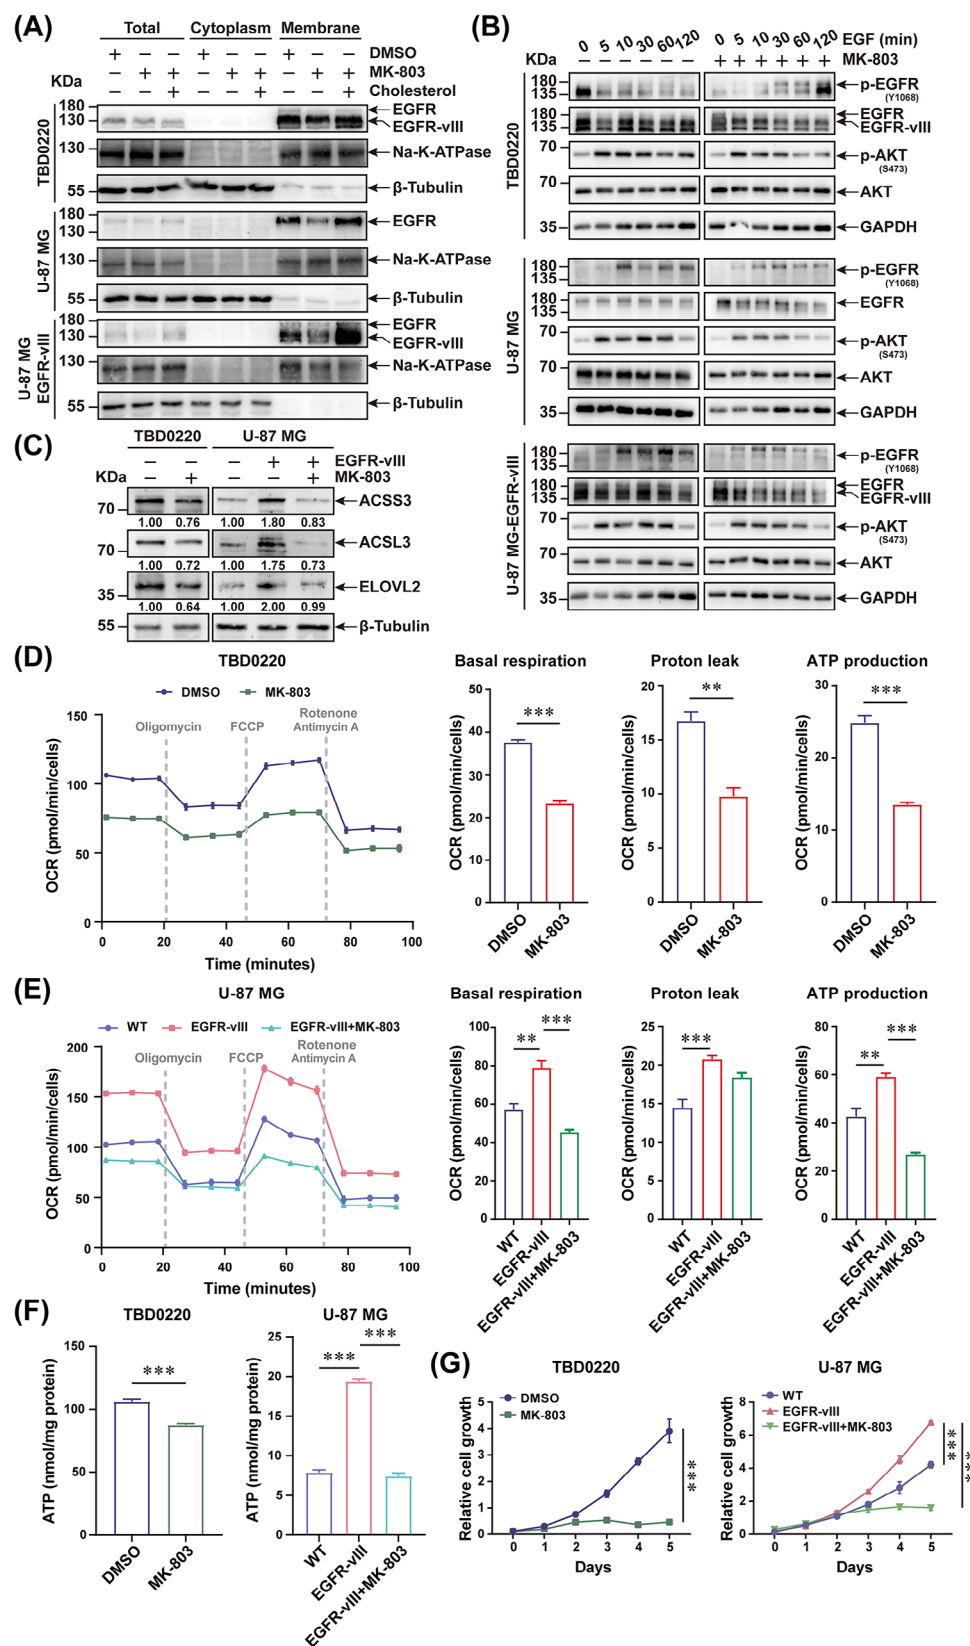 (A)
Total Cytoplasm Membrane
+ − − + − − + − − DMSO
KDa − + + − + + − + + MK-803
− − + − − + − − + Cholesterol
TBD0220
180
130
EGFR
EGFR-vIII
130
Na-K-ATPase
55
β-Tubulin
U-87 MG
180
130
EGFR
130
Na-K-ATPase
55
β-Tubulin
U-87 MG
EGFR-vIII
180
130
EGFR
EGFR-vIII
130
Na-K-ATPase
55
β-Tubulin
(B)
0 5 10 30 60 120 0 5 10 30 60 120 EGF (min)
KDa − − − − − − + + + + + + MK-803
TBD0220
180
135
p-EGFR
(Y1068)
180
135
EGFR
EGFR-vIII
70
p-AKT
(S473)
70
AKT
35
GAPDH
U-87 MG
180
135
p-EGFR
(Y1068)
180
EGFR
70
p-AKT
(S473)
70
AKT
35
GAPDH
U-87 MG-EGFR-vIII
180
135
p-EGFR
(Y1068)
180
135
EGFR
EGFR-vIII
70
p-AKT
(S473)
70
AKT
35
GAPDH
(C)
TBD0220 U-87 MG
− − − + + EGFR-vIII
KDa − + − − + MK-803
70
ACSS3
1.00 0.76 1.00 1.80 0.83
70
ACSL3
1.00 0.72 1.00 1.75 0.73
35
ELOVL2
1.00 0.64 1.00 2.00 0.99
55
β-Tubulin
(D)
TBD0220
DMSO MK-803
Oligomycin FCCP Rotenone
Antimycin A
OCR (pmol/min/cells)
150
100
50
0
0 20 40 60 80 100
Time (minutes)
Basal respiration
***
OCR (pmol/min/cells)
50
40
30
20
10
0
DMSO
MK-803
Proton leak
**
OCR (pmol/min/cells)
20
15
10
5
0
DMSO
MK-803
ATP production
***
OCR (pmol/min/cells)
30
20
10
0
DMSO
MK-803
(E)
U-87 MG
WT EGFR-vIII EGFR-vIII+MK-803
Oligomycin FCCP Rotenone
Antimycin A
OCR (pmol/min/cells)
200
150
100
50
0
0 20 40 60 80 100
Time (minutes)
Basal respiration
** ***
OCR (pmol/min/cells)
80
60
40
20
0
WT
EGFR-vIII
EGFR-vIII+MK-803
Proton leak
***
OCR (pmol/min/cells)
25
20
15
10
5
0
WT
EGFR-vIII
EGFR-vIII+MK-803
ATP production
** ***
OCR (pmol/min/cells)
80
60
40
20
0
WT
EGFR-vIII
EGFR-vIII+MK-803
(F)
TBD0220
***
ATP (nmol/mg protein)
150
100
50
0
DMSO
MK-803
U-87 MG
*** ***
ATP (nmol/mg protein)
25
20
15
10
5
0
WT
EGFR-vIII
EGFR-vIII+MK-803
(G)
TBD0220
DMSO
MK-803
Relative cell growth
5
4
3
2
1
0
0 1 2 3 4 5
Days
***
U-87 MG
WT
EGFR-vIII
EGFR-vIII+MK-803
Relative cell growth
8
6
4
2
0
0 1 2 3 4 5
Days
***
***